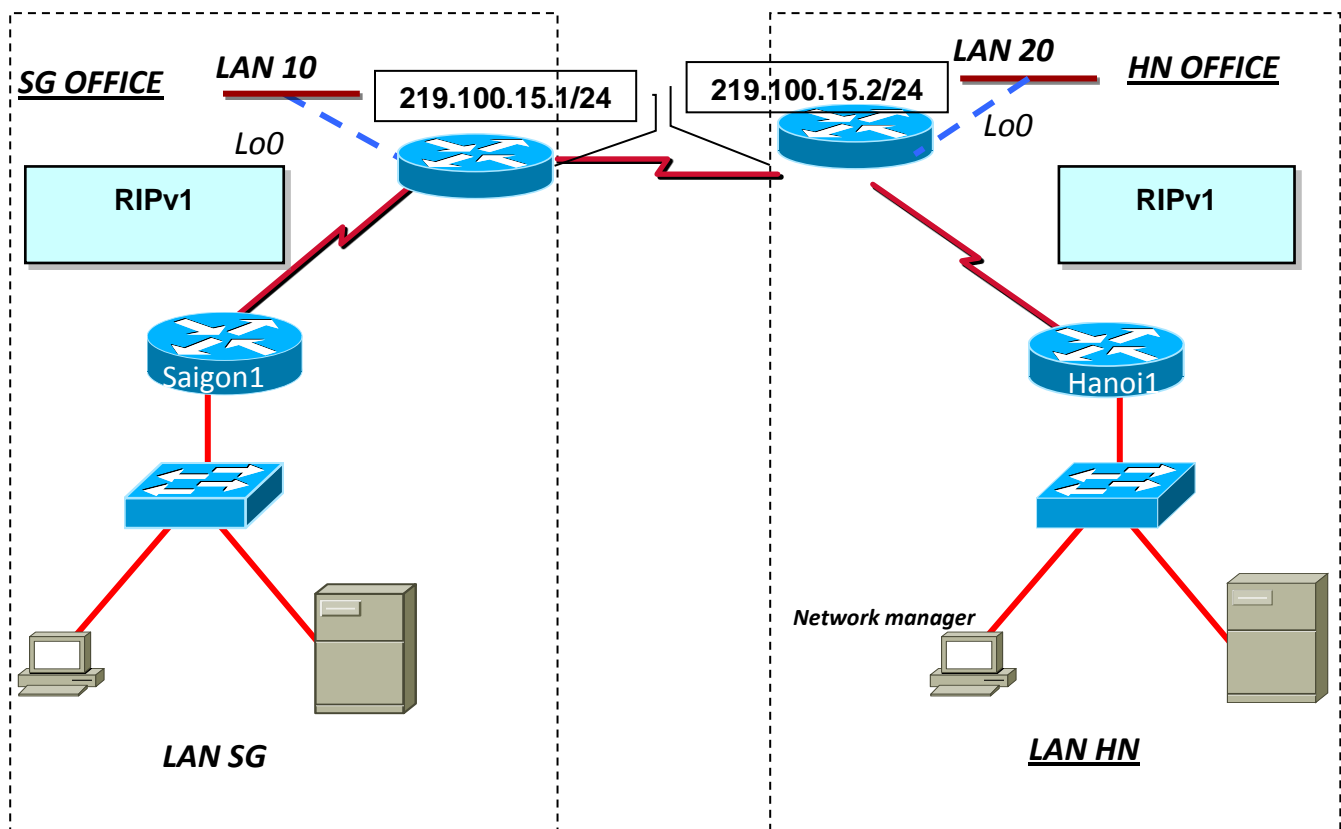 SG OFFICE
LAN 10
219.100.15.1/24
219.100.15.2/24
LAN 20
HN OFFICE
Lo0
Lo0
RIPv1
RIPv1
Saigon1
Hanoi1
Network manager
LAN SG
LAN HN